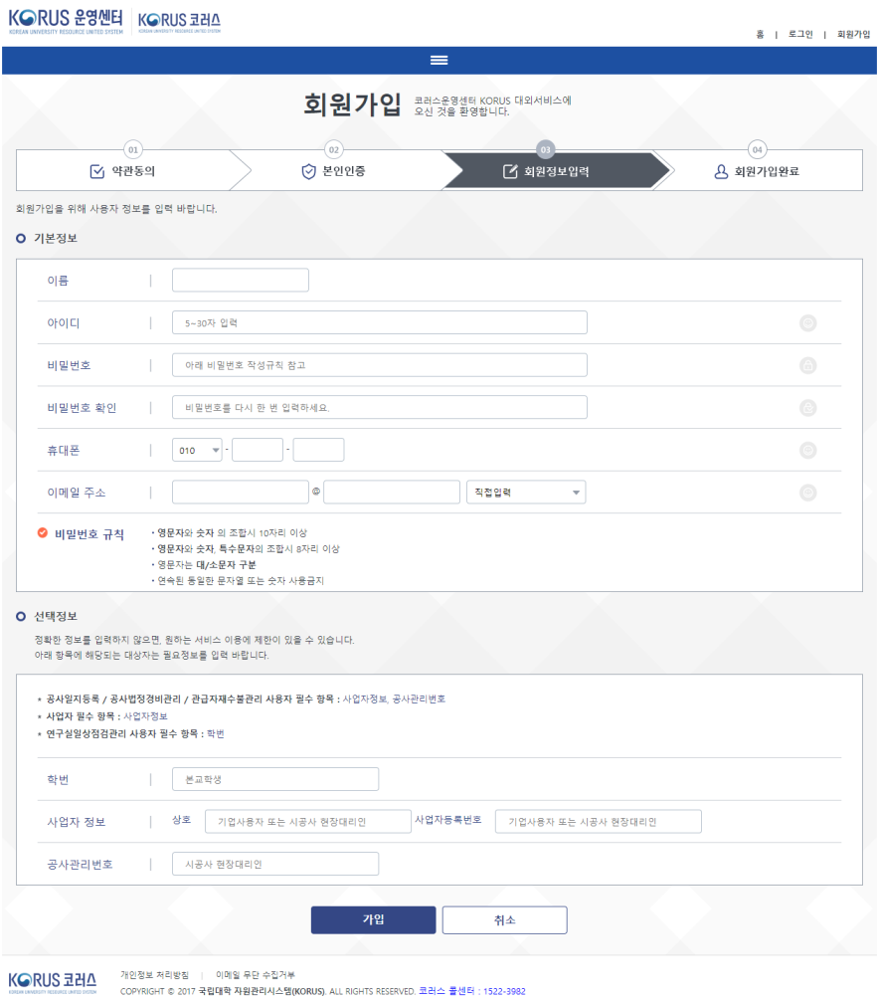 KORUS 운영센터 KORUS 코러스
KOREAN UNIVERSITY RESOURCE UNITED SYSTEM KOREAN UNIVERSITY RESOURCE UNITED SYSTEM
홈 | 로그인 | 회원가입
회원가입 코러스운영센터 KORUS 대외서비스에
오신 것을 환영합니다.
01 02 03 04
약관동의 본인인증 회원정보입력 회원가입완료
회원가입을 위해 사용자 정보를 입력 바랍니다.
기본정보
이름 |
아이디 | 5~30자 입력
비밀번호 | 아래 비밀번호 작성규칙 참고
비밀번호 확인 | 비밀번호를 다시 한 번 입력하세요.
휴대폰 | 010 - -
이메일 주소 | @ 직접입력
비밀번호 규칙 • 영문자와 숫자 의 조합시 10자리 이상
• 영문자와 숫자, 특수문자의 조합시 8자리 이상
• 영문자는 대/소문자 구분
• 연속된 동일한 문자열 또는 숫자 사용금지
선택정보
정확한 정보를 입력하지 않으면, 원하는 서비스 이용에 제한이 있을 수 있습니다.
아래 항목에 해당되는 대상자는 필요정보를 입력 바랍니다.
* 공사일지등록 / 공사법정경비관리 / 관급자재수불관리 사용자 필수 항목 : 사업자정보, 공사관리번호
* 사업자 필수 항목 : 사업자정보
* 연구실일상점검관리 사용자 필수 항목 : 학번
학번 | 본교학생
사업자 정보 | 상호 기업사용자 또는 시공사 현장대리인 사업자등록번호 기업사용자 또는 시공사 현장대리인
공사관리번호 | 시공사 현장대리인
가입 취소
KORUS 코러스 개인정보 처리방침 | 이메일 무단 수집거부
KOREAN UNIVERSITY RESOURCE UNITED SYSTEM COPYRIGHT © 2017 국립대학 자원관리시스템(KORUS). ALL RIGHTS RESERVED. 코러스 콜센터 : 1522-3982